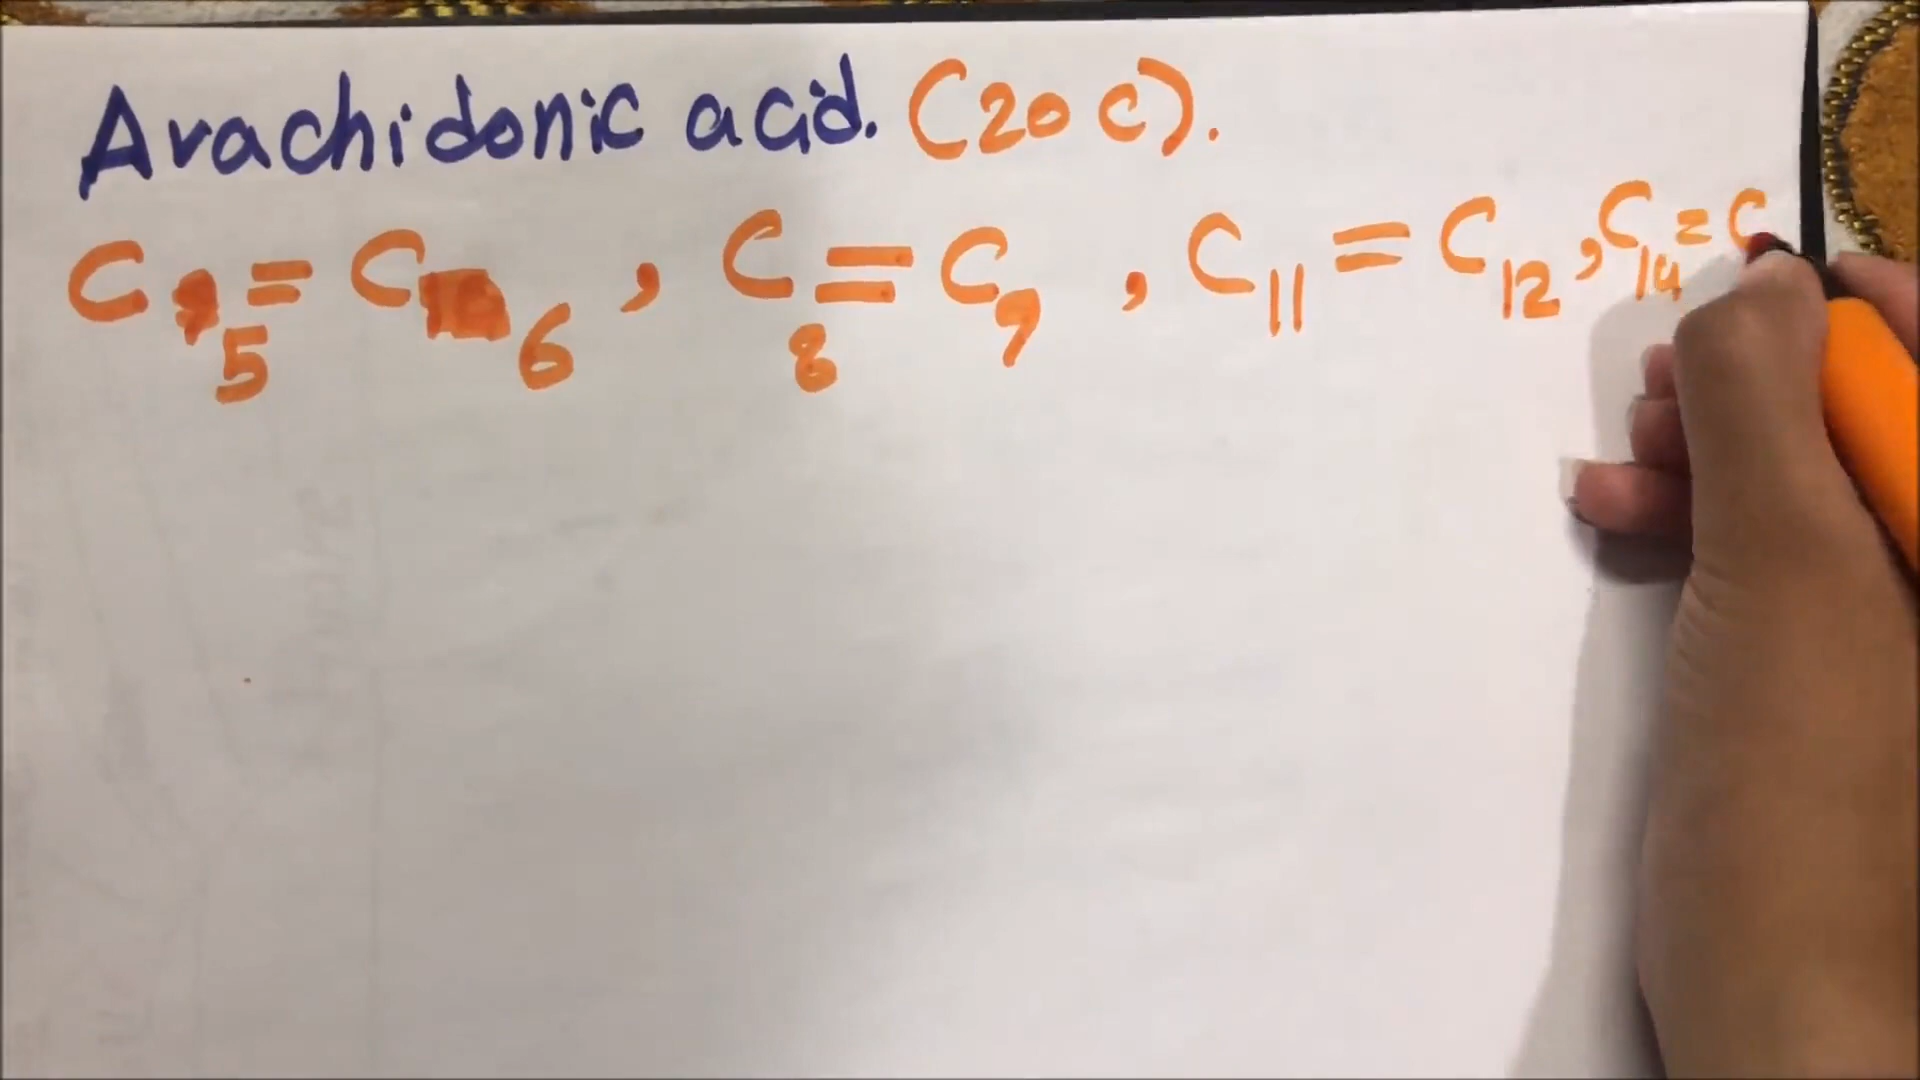 Arachidonic acid. (20 C).
C5 = C6, C8 = C9, C11 = C12, C14 = C